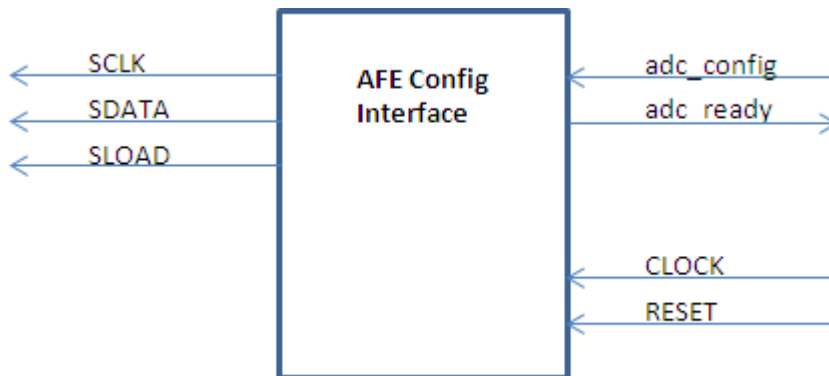 SCLK
SDATA
SLOAD
AFE Config
Interface
adc_config
adc_ready
CLOCK
RESET